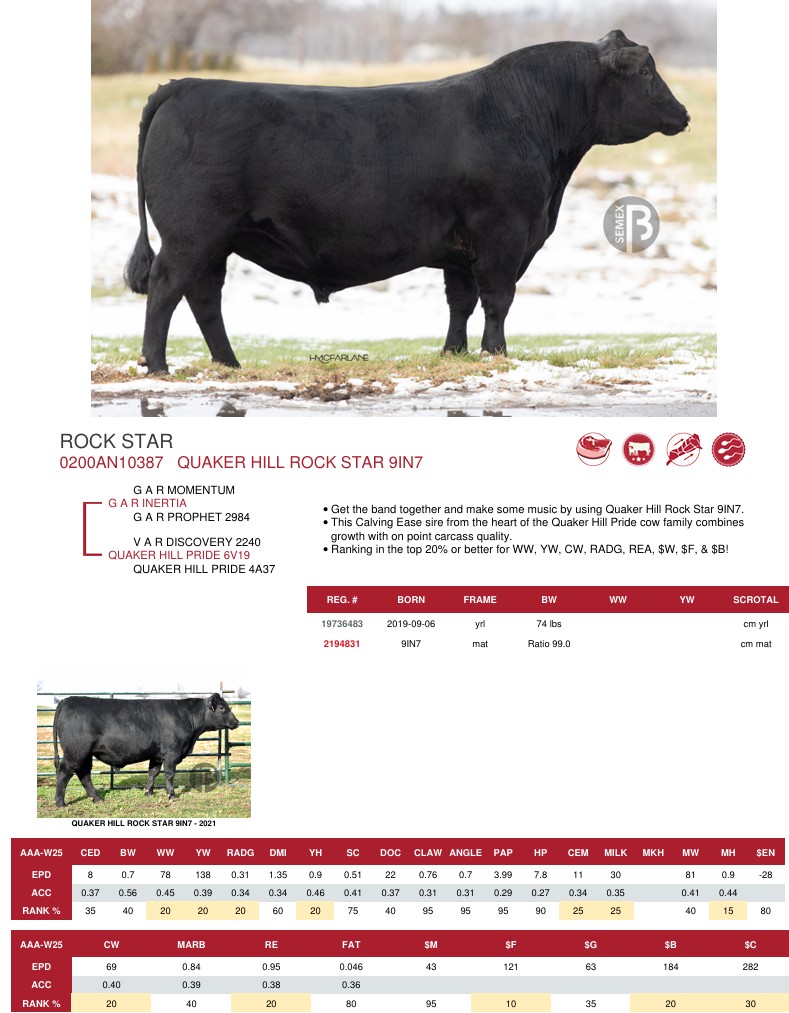 SEMEX B
HMCFARLANE
ROCK STAR
0200AN10387 QUAKER HILL ROCK STAR 9IN7
G A R MOMENTUM
G A R INERTIA
G A R PROPHET 2984
V A R DISCOVERY 2240
QUAKER HILL PRIDE 6V19
QUAKER HILL PRIDE 4A37
• Get the band together and make some music by using Quaker Hill Rock Star 9IN7.
• This Calving Ease sire from the heart of the Quaker Hill Pride cow family combines
growth with on point carcass quality.
• Ranking in the top 20% or better for WW, YW, CW, RADG, REA, $W, $F, & $B!
REG. # BORN FRAME BW WW YW SCROTAL
19736483 2019-09-06 yrl 74 lbs cm yrl
2194831 9IN7 mat Ratio 99.0 cm mat
QUAKER HILL ROCK STAR 9IN7 - 2021
AAA-W25 CED BW WW YW RADG DMI YH SC DOC CLAW ANGLE PAP HP CEM MILK MKH MW MH $EN
EPD 8 0.7 78 138 0.31 1.35 0.9 0.51 22 0.76 0.7 3.99 7.8 11 30 81 0.9 -28
ACC 0.37 0.56 0.45 0.39 0.34 0.34 0.46 0.41 0.37 0.31 0.31 0.29 0.27 0.34 0.35 0.41 0.44
RANK % 35 40 20 20 20 60 20 75 40 95 95 95 90 25 25 40 15 80
AAA-W25 CW MARB RE FAT $M $F $G $B $C
EPD 69 0.84 0.95 0.046 43 121 63 184 282
ACC 0.40 0.39 0.38 0.36
RANK % 20 40 20 80 95 10 35 20 30